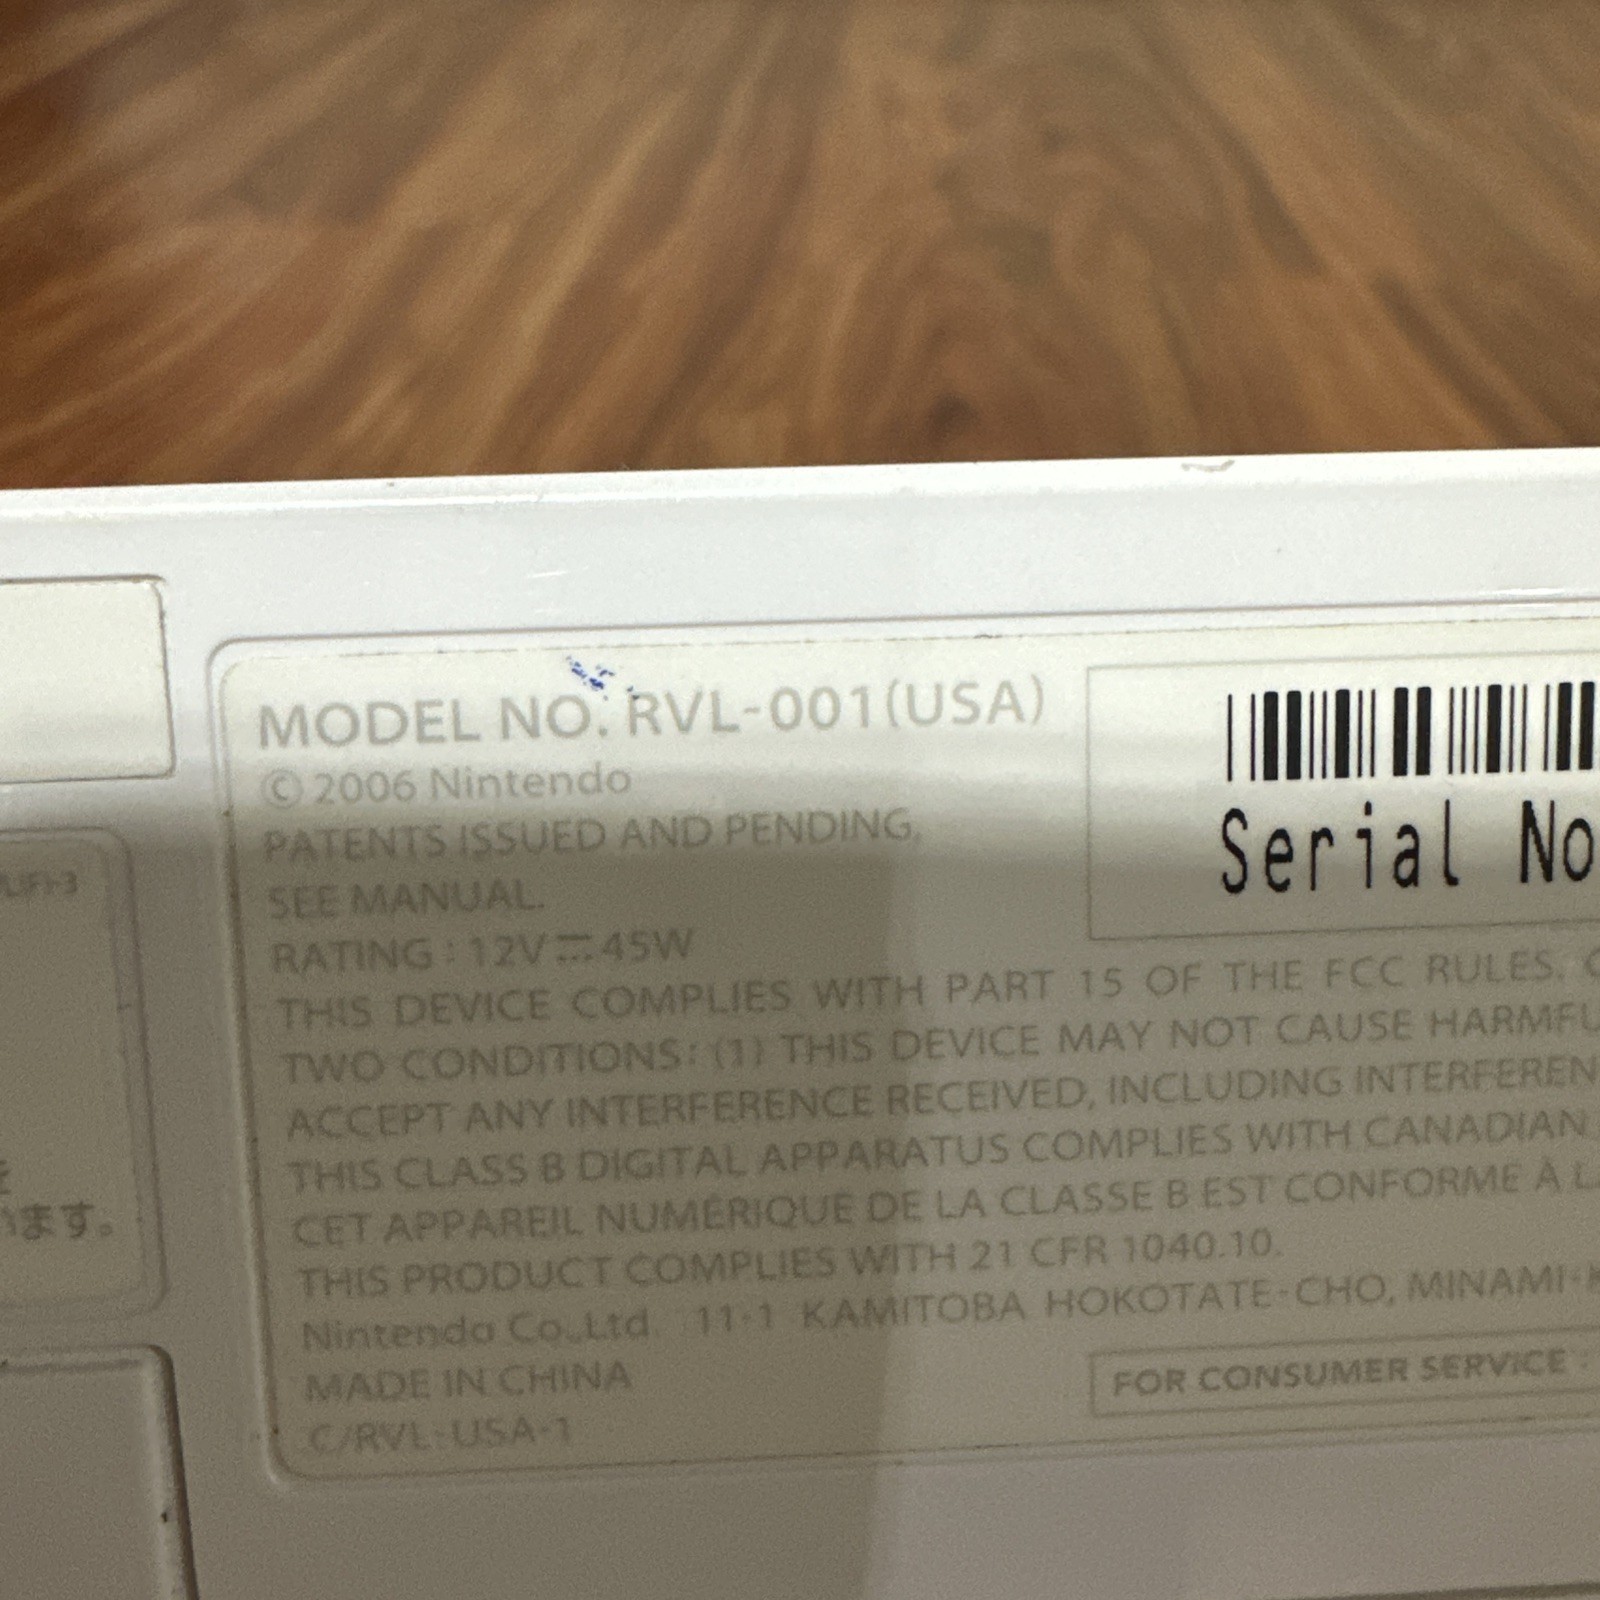 MODEL NO. RVL-001(USA)
© 2006 Nintendo
PATENTS ISSUED AND PENDING,
SEE MANUAL.
RATING : 12V⎓45W
Serial No
THIS DEVICE COMPLIES WITH PART 15 OF THE FCC RULES.
TWO CONDITIONS: (1) THIS DEVICE MAY NOT CAUSE HARMFU
ACCEPT ANY INTERFERENCE RECEIVED, INCLUDING INTERFEREN
THIS CLASS B DIGITAL APPARATUS COMPLIES WITH CANADIAN
CET APPAREIL NUMÉRIQUE DE LA CLASSE B EST CONFORME À LA
THIS PRODUCT COMPLIES WITH 21 CFR 1040.10.
Nintendo Co.,Ltd. 11-1 KAMITOBA HOKOTATE-CHO, MINAMI-K
MADE IN CHINA
C/RVL-USA-1
FOR CONSUMER SERVICE :
ます。